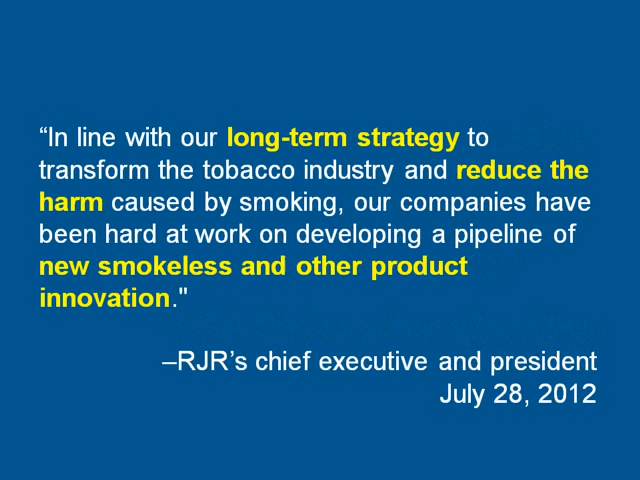 “In line with our long-term strategy to
transform the tobacco industry and reduce the
harm caused by smoking, our companies have
been hard at work on developing a pipeline of
new smokeless and other product
innovation."
–RJR’s chief executive and president
July 28, 2012